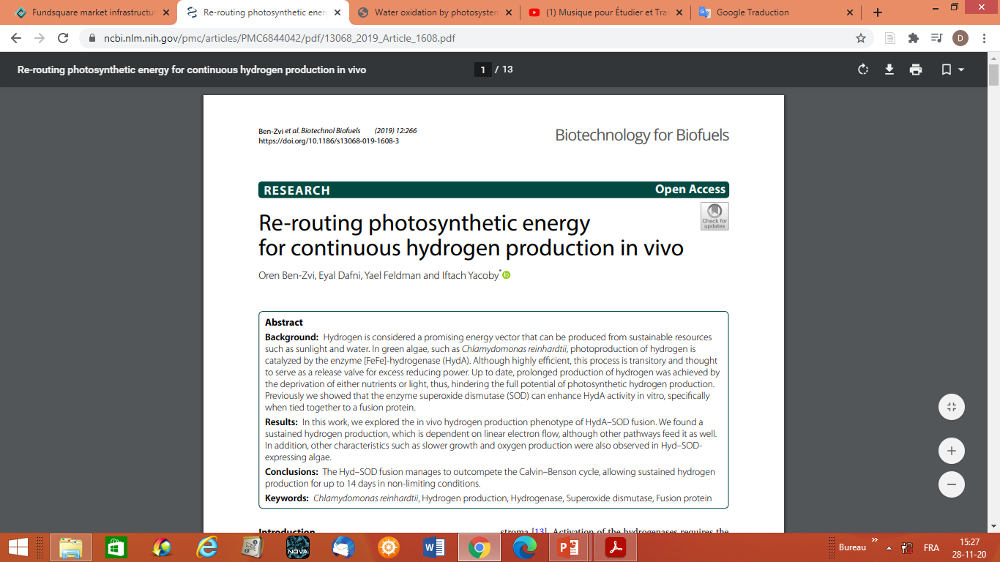 Fundsquare market infrastructur
Re-routing photosynthetic energ
Water oxidation by photosystem
(1) Musique pour Étudier et Trav
Google Traduction
ncbi.nlm.nih.gov/pmc/articles/PMC6844042/pdf/13068_2019_Article_1608.pdf
D
Re-routing photosynthetic energy for continuous hydrogen production in vivo
1 / 13
Ben-Zvi et al. Biotechnol Biofuels (2019) 12:266
https://doi.org/10.1186/s13068-019-1608-3
Biotechnology for Biofuels
RESEARCH
Open Access
Check for
updates
Re-routing photosynthetic energy
for continuous hydrogen production in vivo
Oren Ben-Zvi, Eyal Dafni, Yael Feldman and Iftach Yacoby*
Abstract
Background: Hydrogen is considered a promising energy vector that can be produced from sustainable resources
such as sunlight and water. In green algae, such as Chlamydomonas reinhardtii, photoproduction of hydrogen is
catalyzed by the enzyme [FeFe]-hydrogenase (HydA). Although highly efficient, this process is transitory and thought
to serve as a release valve for excess reducing power. Up to date, prolonged production of hydrogen was achieved by
the deprivation of either nutrients or light, thus, hindering the full potential of photosynthetic hydrogen production.
Previously we showed that the enzyme superoxide dismutase (SOD) can enhance HydA activity in vitro, specifically
when tied together to a fusion protein.
Results: In this work, we explored the in vivo hydrogen production phenotype of HydA–SOD fusion. We found a
sustained hydrogen production, which is dependent on linear electron flow, although other pathways feed it as well.
In addition, other characteristics such as slower growth and oxygen production were also observed in Hyd–SOD-
expressing algae.
Conclusions: The Hyd–SOD fusion manages to outcompete the Calvin–Benson cycle, allowing sustained hydrogen
production for up to 14 days in non-limiting conditions.
Keywords: Chlamydomonas reinhardtii, Hydrogen production, Hydrogenase, Superoxide dismutase, Fusion protein
Introduction
stroma [13]. Activation of the hydrogenases requires the
NOVA
Bureau
FRA
15:27
28-11-20